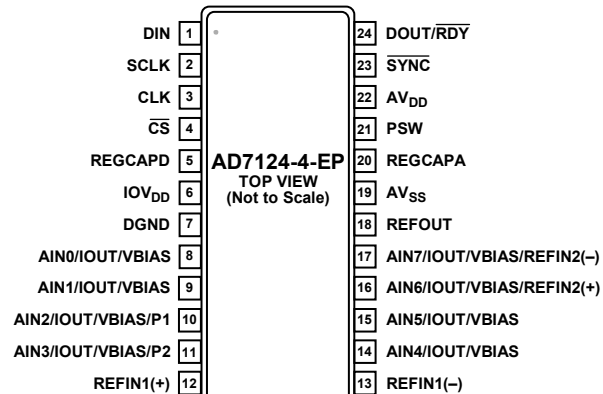 DIN 1
SCLK 2
CLK 3
CS 4
REGCAPD 5
IOVDD 6
DGND 7
AIN0/IOUT/VBIAS 8
AIN1/IOUT/VBIAS 9
AIN2/IOUT/VBIAS/P1 10
AIN3/IOUT/VBIAS/P2 11
REFIN1(+) 12
AD7124-4-EP
TOP VIEW
(Not to Scale)
24 DOUT/RDY
23 SYNC
22 AVDD
21 PSW
20 REGCAPA
19 AVSS
18 REFOUT
17 AIN7/IOUT/VBIAS/REFIN2(–)
16 AIN6/IOUT/VBIAS/REFIN2(+)
15 AIN5/IOUT/VBIAS
14 AIN4/IOUT/VBIAS
13 REFIN1(–)